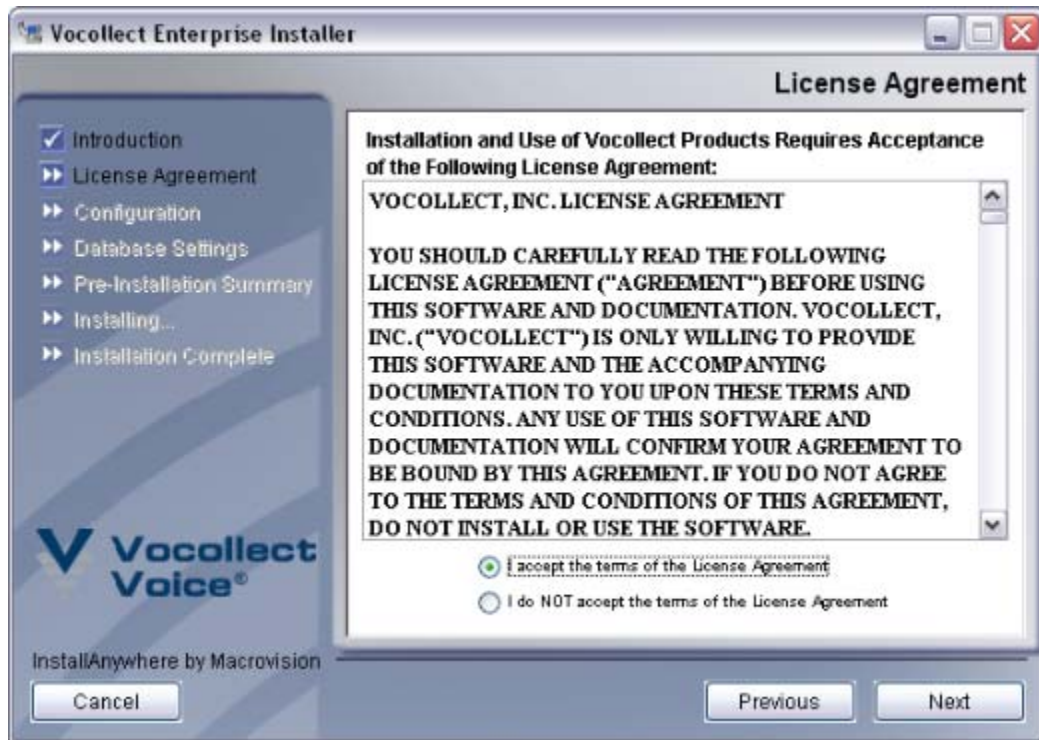 Vocollect Enterprise Installer
License Agreement
Introduction
License Agreement
Configuration
Database Settings
Pre-Installation Summary
Installing...
Installation Complete
Vocollect
Voice®
InstallAnywhere by Macrovision
Installation and Use of Vocollect Products Requires Acceptance
of the Following License Agreement:
VOCOLLECT, INC. LICENSE AGREEMENT
YOU SHOULD CAREFULLY READ THE FOLLOWING
LICENSE AGREEMENT ("AGREEMENT") BEFORE USING
THIS SOFTWARE AND DOCUMENTATION. VOCOLLECT,
INC. ("VOCOLLECT") IS ONLY WILLING TO PROVIDE
THIS SOFTWARE AND THE ACCOMPANYING
DOCUMENTATION TO YOU UPON THESE TERMS AND
CONDITIONS. ANY USE OF THIS SOFTWARE AND
DOCUMENTATION WILL CONFIRM YOUR AGREEMENT TO
BE BOUND BY THIS AGREEMENT. IF YOU DO NOT AGREE
TO THE TERMS AND CONDITIONS OF THIS AGREEMENT,
DO NOT INSTALL OR USE THE SOFTWARE.
I accept the terms of the License Agreement
I do NOT accept the terms of the License Agreement
Cancel
Previous
Next